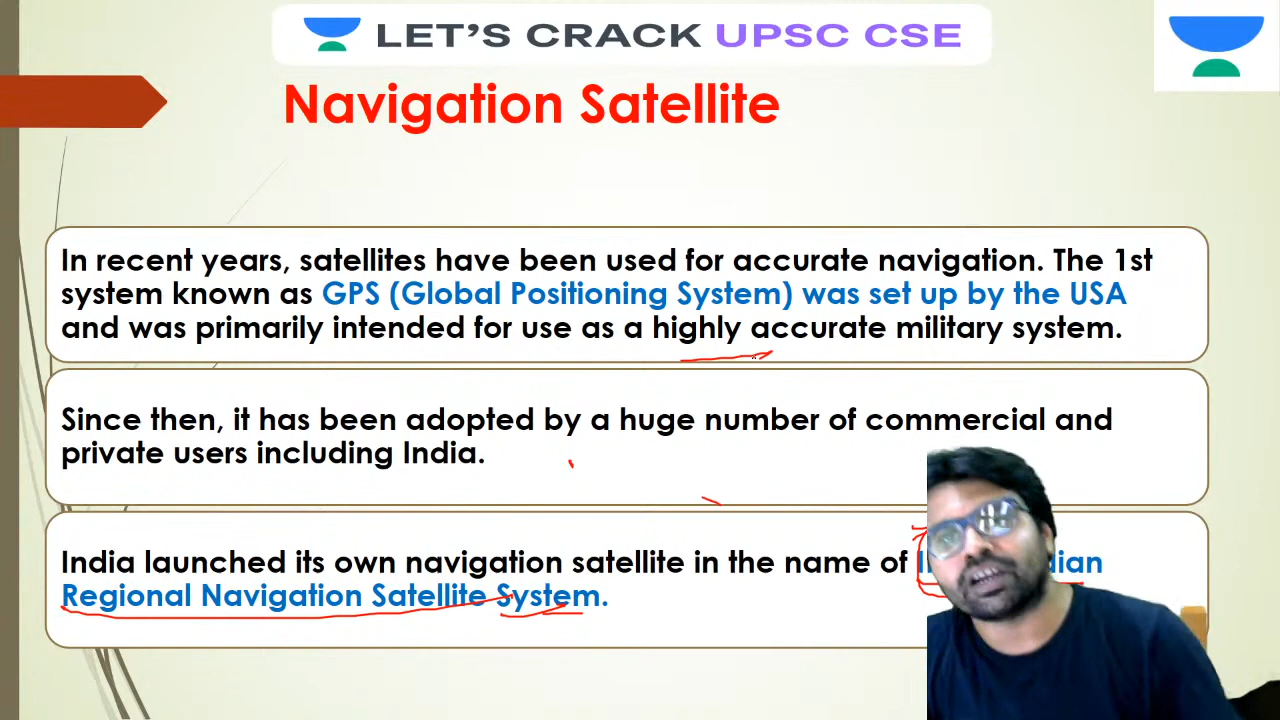 LET'S CRACK UPSC CSE
Navigation Satellite
In recent years, satellites have been used for accurate navigation. The 1st
system known as GPS (Global Positioning System) was set up by the USA
and was primarily intended for use as a highly accurate military system.
Since then, it has been adopted by a huge number of commercial and
private users including India.
India launched its own navigation satellite in the name of
Regional Navigation Satellite System.